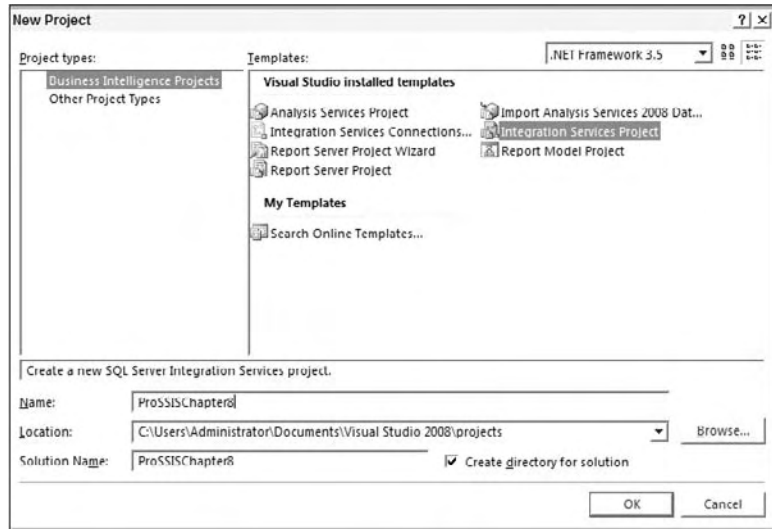 New Project
Project types:
Templates:
.NET Framework 3.5
Business Intelligence Projects
Other Project Types
Visual Studio installed templates
Analysis Services Project
Import Analysis Services 2008 Dat...
Integration Services Connections...
Integration Services Project
Report Server Project Wizard
Report Model Project
Report Server Project
My Templates
Search Online Templates...
Create a new SQL Server Integration Services project.
Name:
ProSSISChapter8
Location:
C:\Users\Administrator\Documents\Visual Studio 2008\projects
Browse...
Solution Name:
ProSSISChapter8
Create directory for solution
OK
Cancel